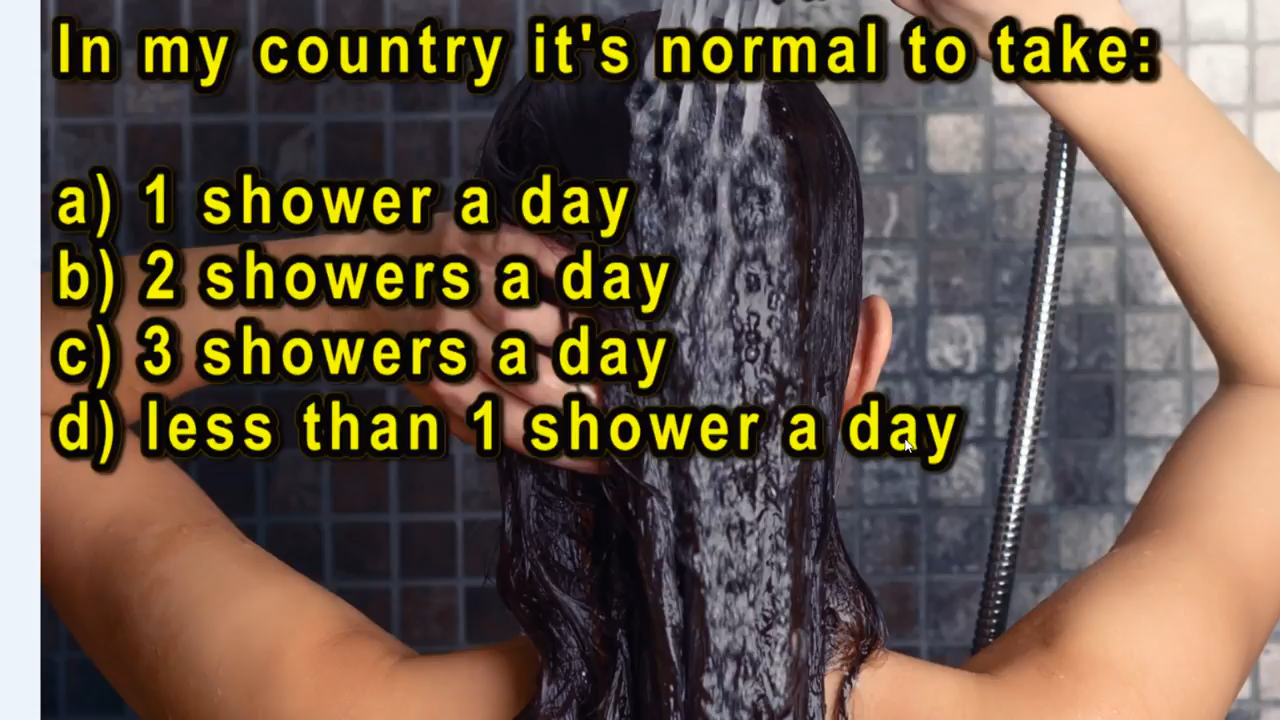 In my country it's normal to take:
a) 1 shower a day
b) 2 showers a day
c) 3 showers a day
d) less than 1 shower a day